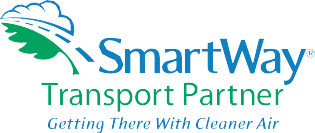 SmartWay®
Transport Partner
Getting There With Cleaner Air